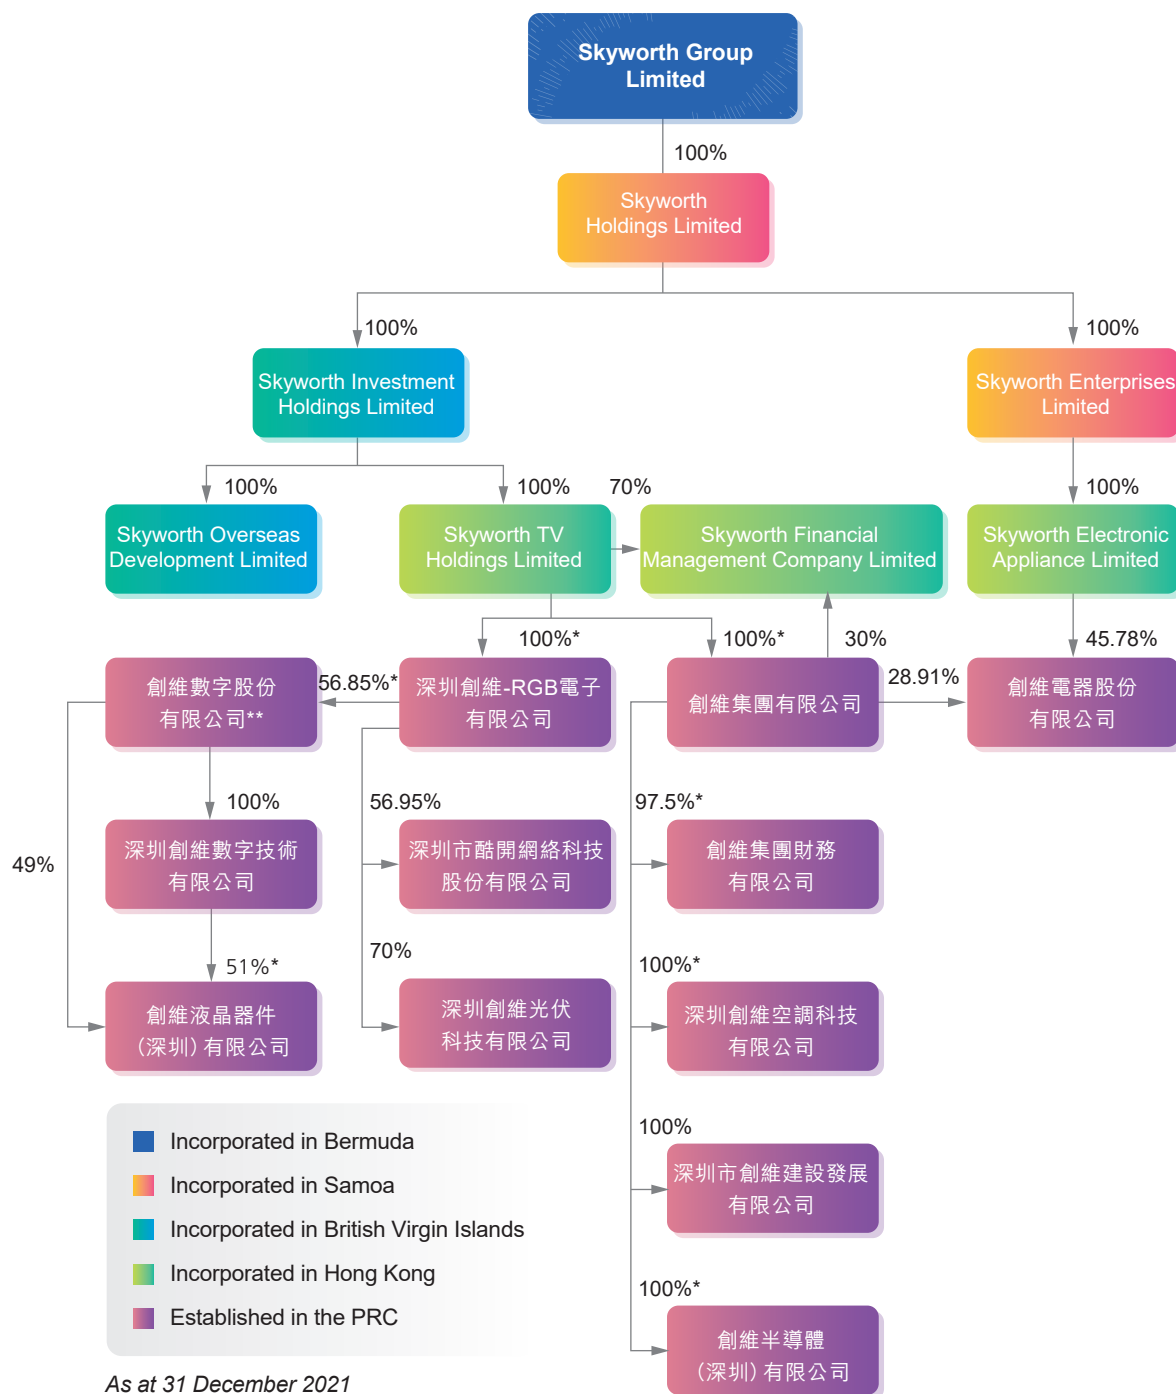 Skyworth Group
Limited
100%
Skyworth
Holdings Limited
100%
100%
Skyworth Investment
Holdings Limited
Skyworth Enterprises
Limited
100%
100%
70%
100%
Skyworth Overseas
Development Limited
Skyworth TV
Holdings Limited
Skyworth Financial
Management Company Limited
Skyworth Electronic
Appliance Limited
100%*
100%*
30%
45.78%
創維數字股份
有限公司**
56.85%*
深圳創維-RGB電子
有限公司
創維集團有限公司
28.91%
創維電器股份
有限公司
100%
56.95%
97.5%*
49%
深圳創維數字技術
有限公司
深圳市酷開網絡科技
股份有限公司
創維集團財務
有限公司
51%*
70%
100%*
創維液晶器件
（深圳）有限公司
深圳創維光伏
科技有限公司
深圳創維空調科技
有限公司
100%
深圳市創維建設發展
有限公司
100%*
創維半導體
（深圳）有限公司
Incorporated in Bermuda
Incorporated in Samoa
Incorporated in British Virgin Islands
Incorporated in Hong Kong
Established in the PRC
As at 31 December 2021